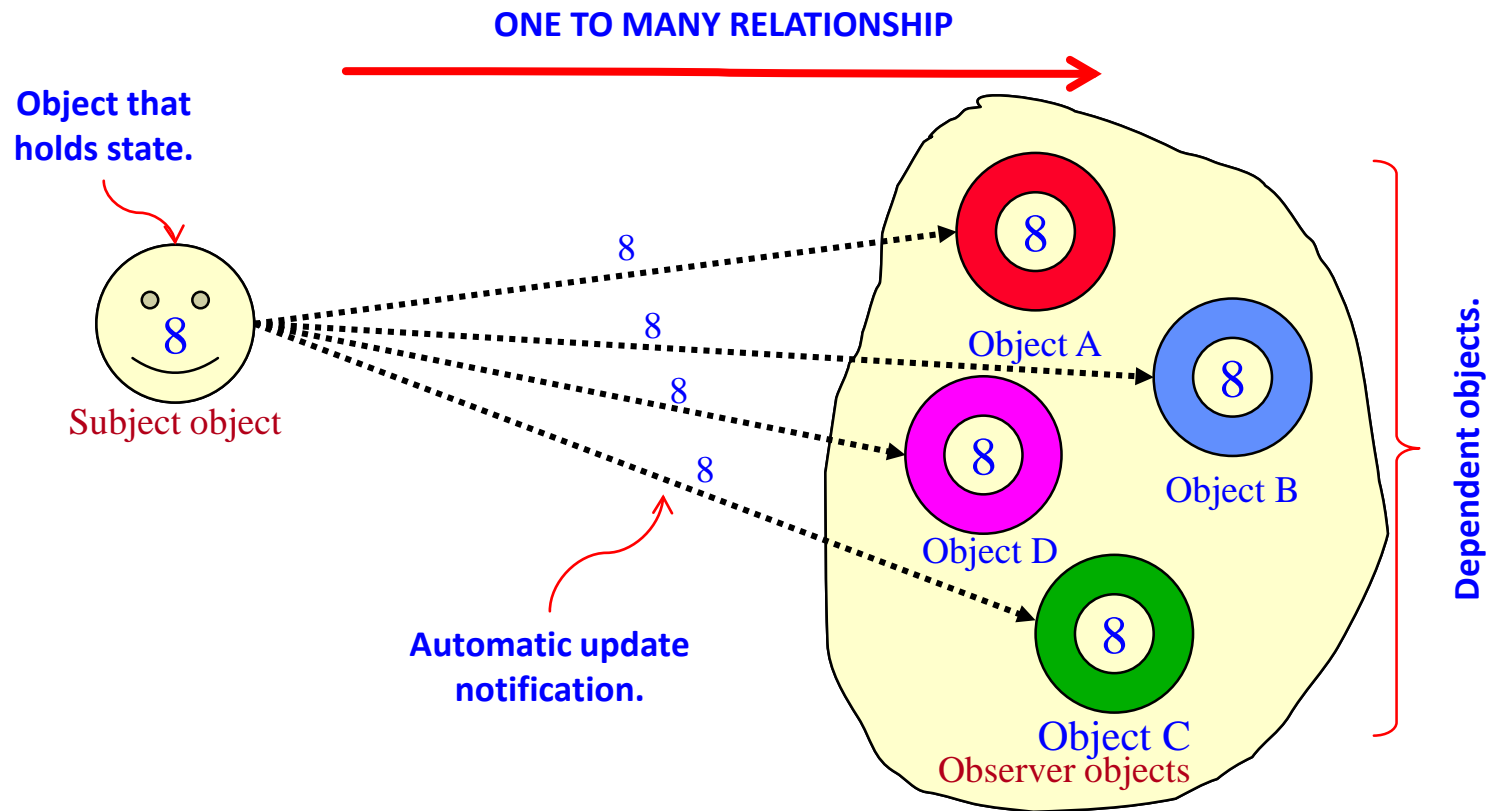 ONE TO MANY RELATIONSHIP
Object that
holds state.
8
Subject object
8
8
8
8
Automatic update
notification.
8
Object A
8
Object B
8
Object D
8
Object C
Observer objects
Dependent objects.